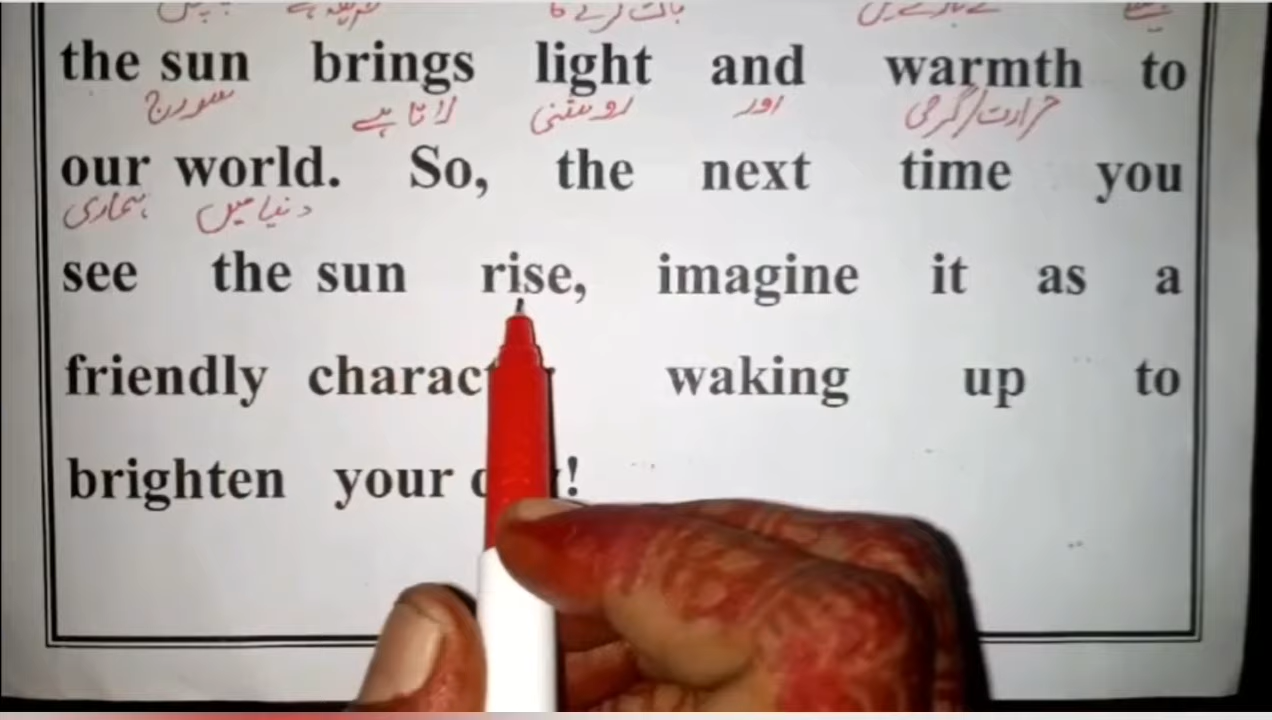 the sun brings light and warmth to
سورج لاتا ہے روشنی اور حرارت/گرمی
our world. So, the next time you
ہماری دنیا میں
see the sun rise, imagine it as a
friendly charact waking up to
brighten your !